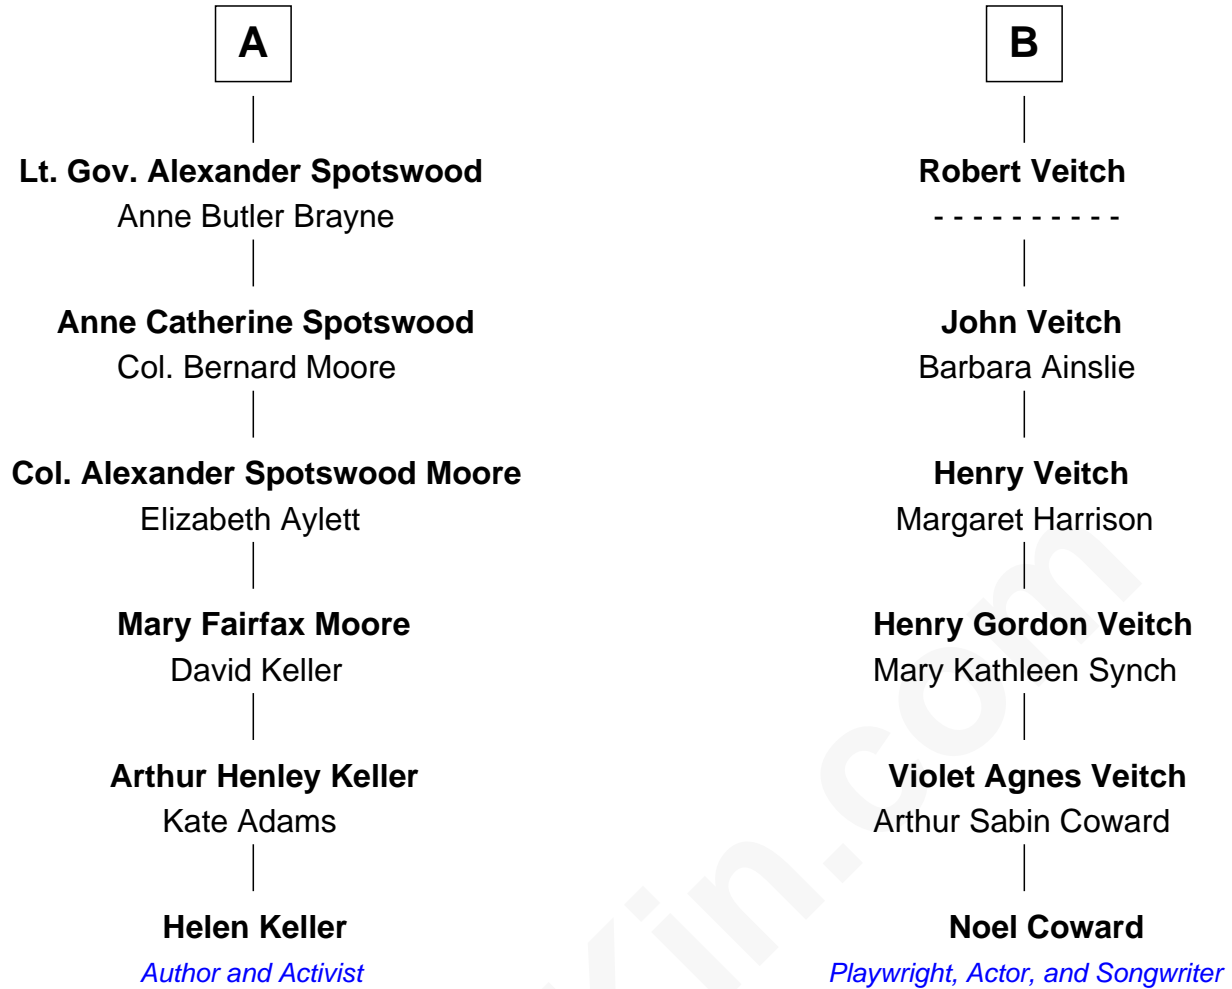 A
Lt. Gov. Alexander Spotswood
Anne Butler Brayne
Anne Catherine Spotswood
Col. Bernard Moore
Col. Alexander Spotswood Moore
Elizabeth Aylett
Mary Fairfax Moore
David Keller
Arthur Henley Keller
Kate Adams
Helen Keller
Author and Activist
B
Robert Veitch
- - - - - - - - - -
John Veitch
Barbara Ainslie
Henry Veitch
Margaret Harrison
Henry Gordon Veitch
Mary Kathleen Synch
Violet Agnes Veitch
Arthur Sabin Coward
Noel Coward
Playwright, Actor, and Songwriter
Kin.com